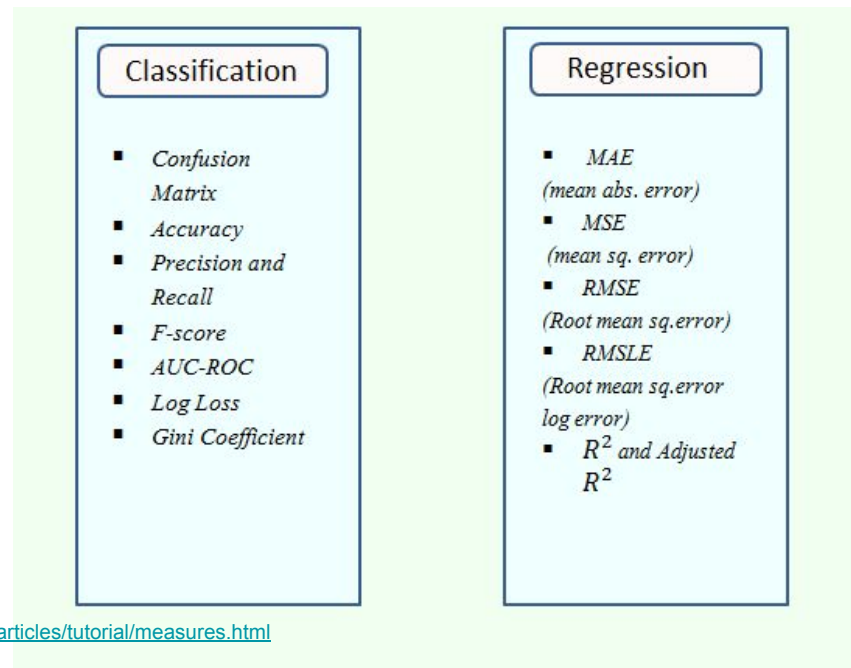 Classification
▪ Confusion
Matrix
▪ Accuracy
▪ Precision and
Recall
▪ F-score
▪ AUC-ROC
▪ Log Loss
▪ Gini Coefficient
Regression
▪ MAE
(mean abs. error)
▪ MSE
(mean sq. error)
▪ RMSE
(Root mean sq.error)
▪ RMSLE
(Root mean sq.error
log error)
▪ R² and Adjusted
R²
articles/tutorial/measures.html